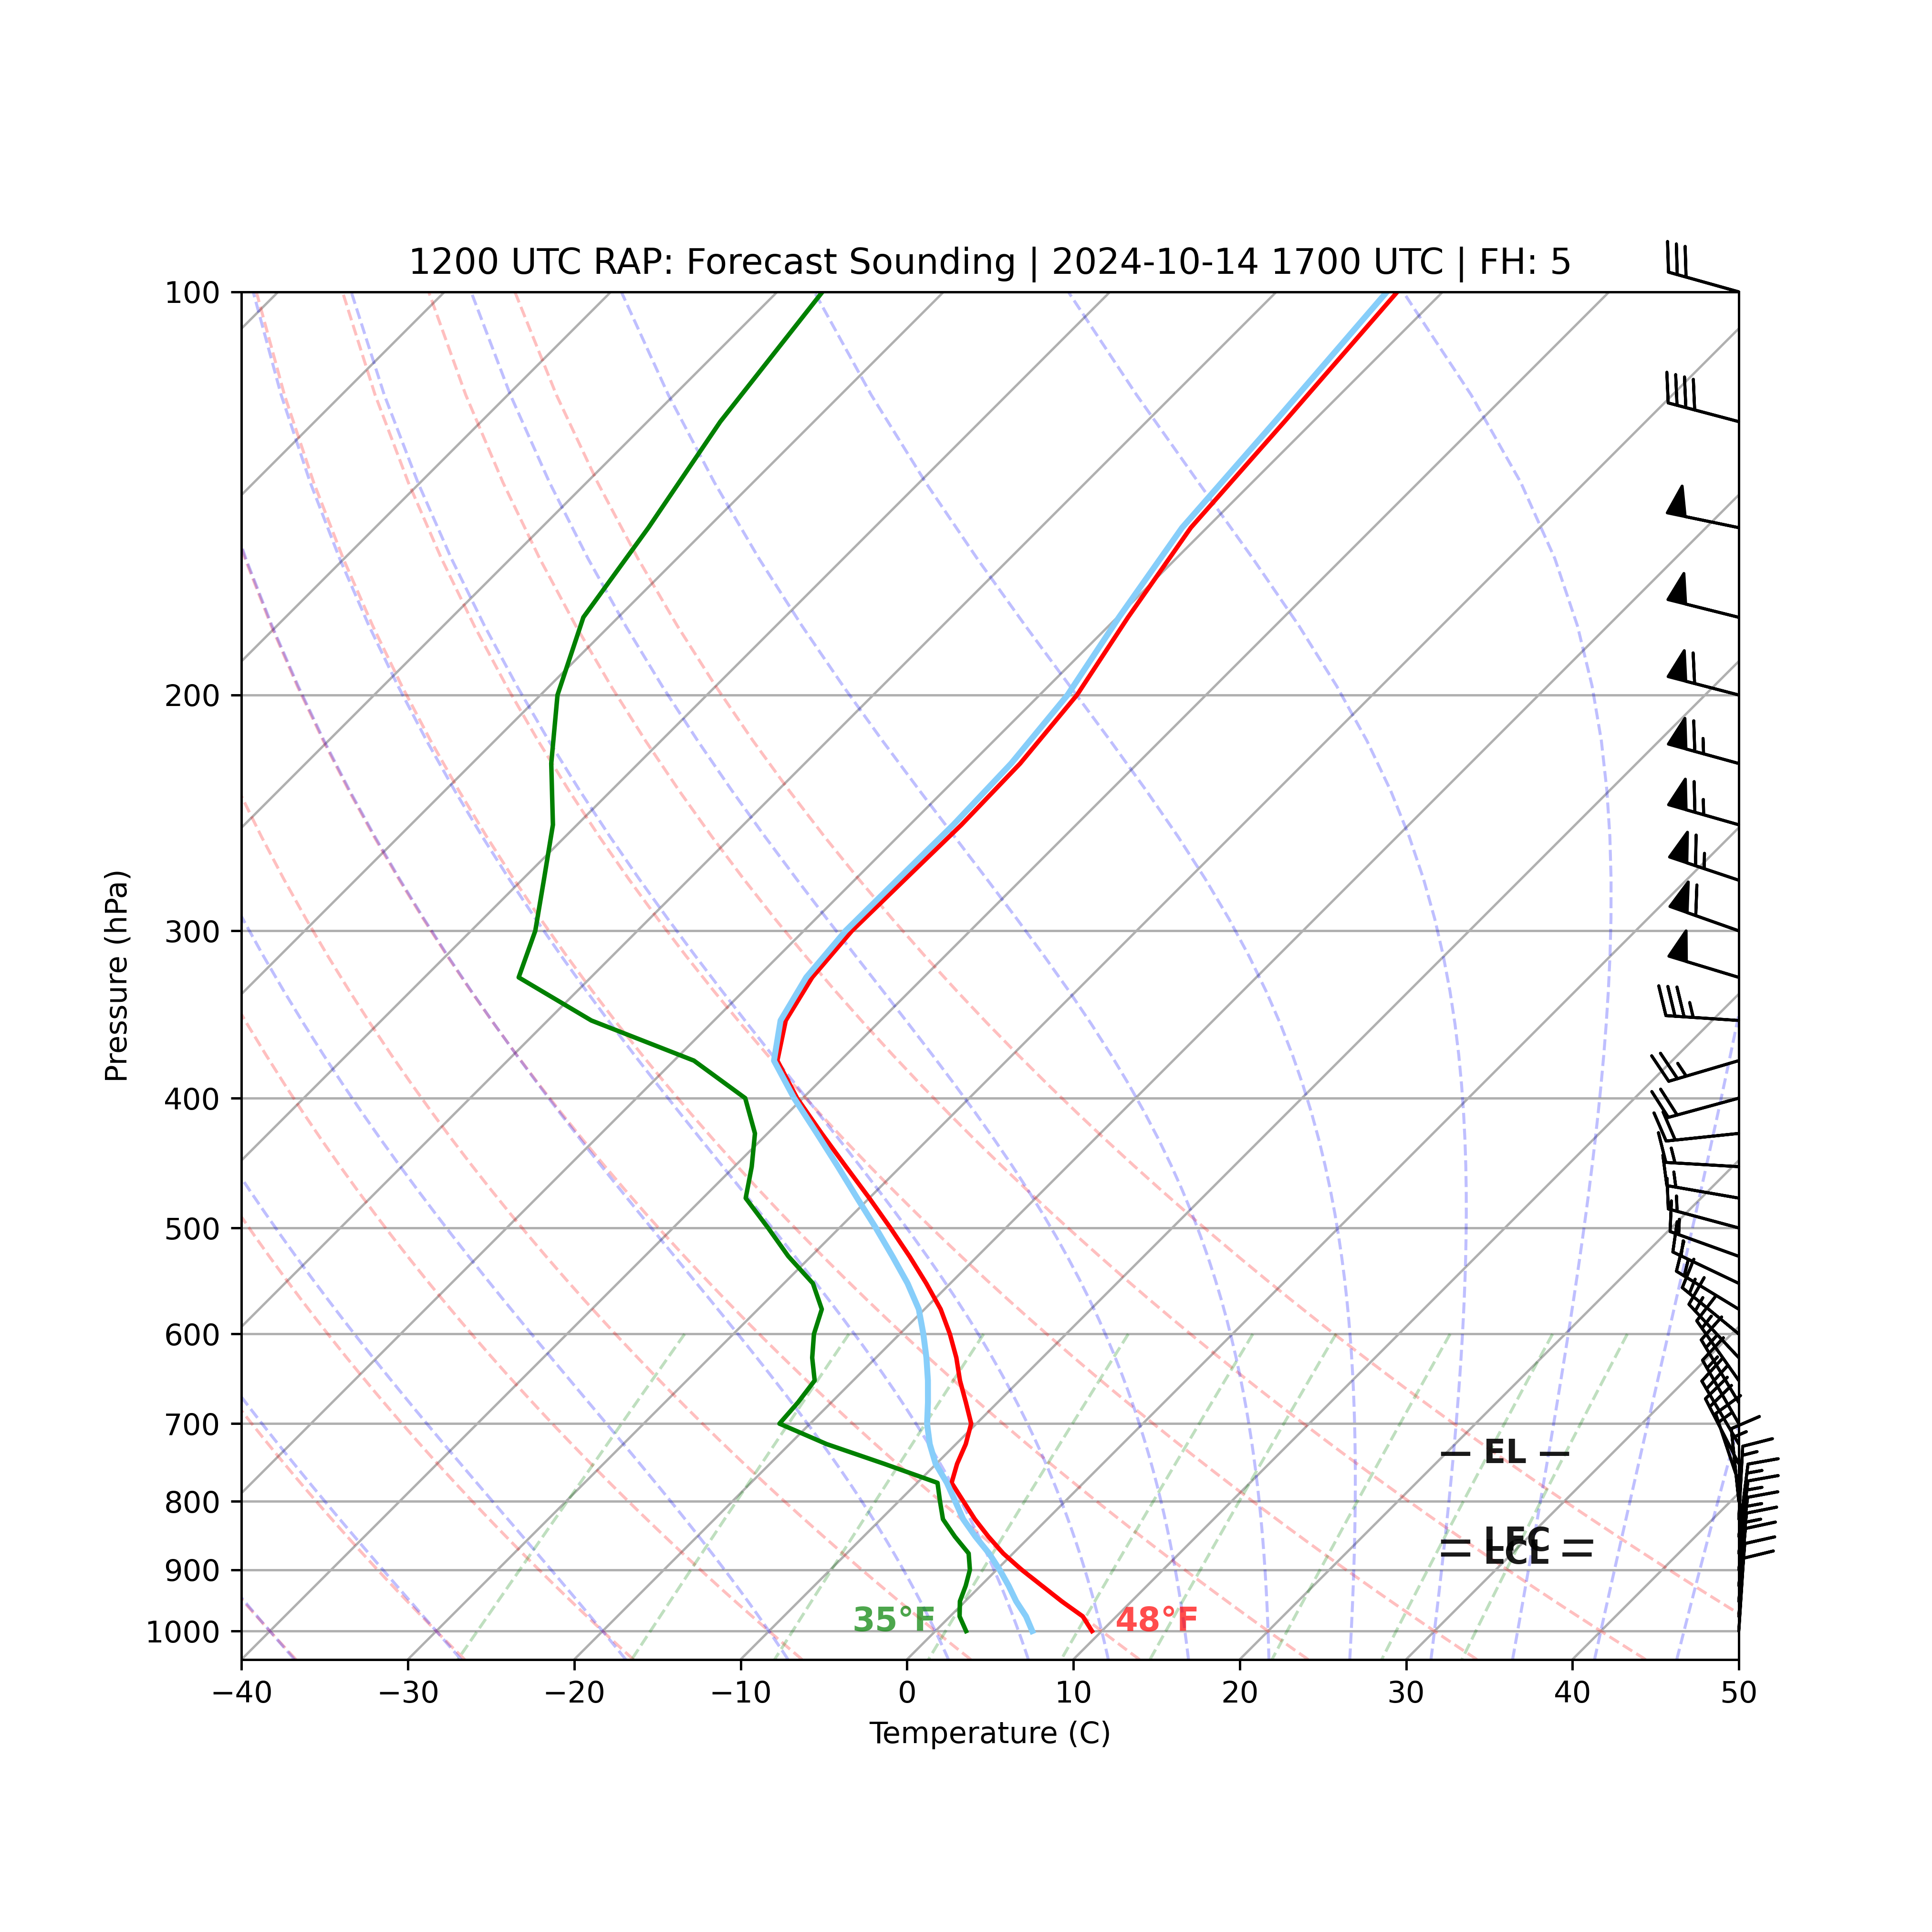 1200 UTC RAP: Forecast Sounding | 2024-10-14 1700 UTC | FH: 5
100
200
300
400
500
600
700
800
900
1000
Pressure (hPa)
— EL —
— LFC —
— LCL —
35°F
48°F
−40 −30 −20 −10 0 10 20 30 40 50
Temperature (C)